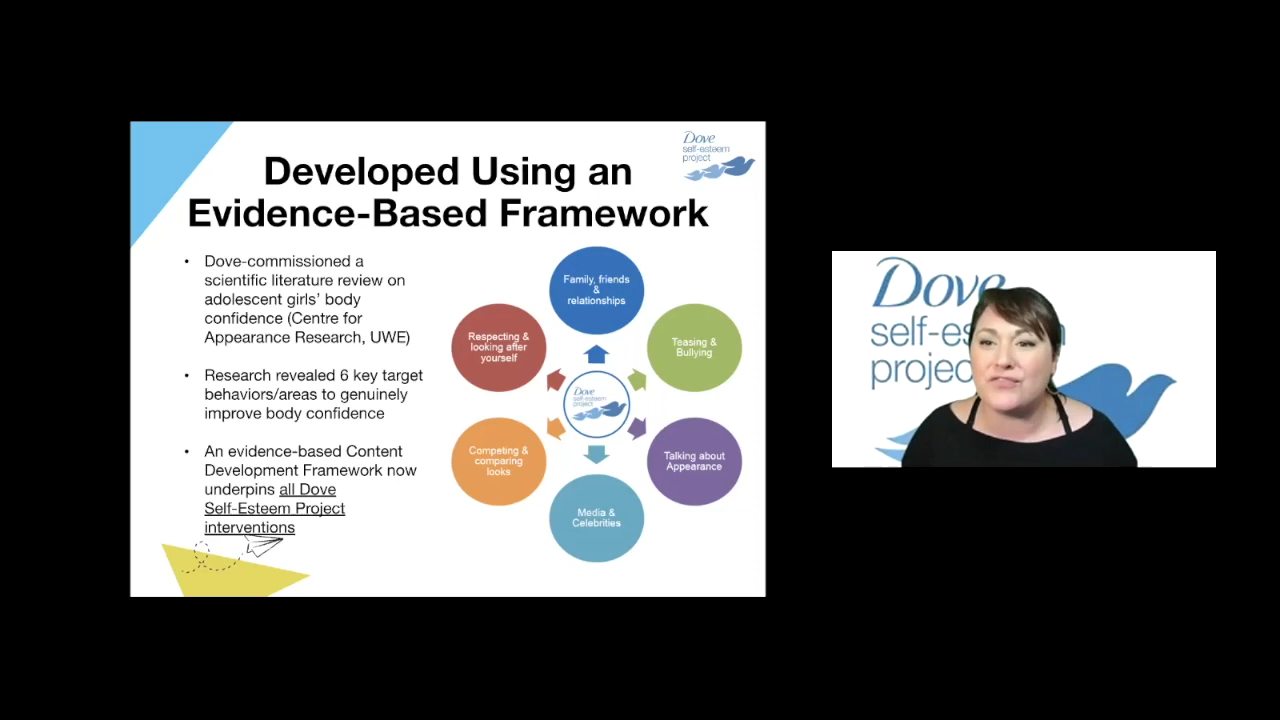 Dove
self-esteem
project
Developed Using an
Evidence-Based Framework
• Dove-commissioned a
scientific literature review on
adolescent girls’ body
confidence (Centre for
Appearance Research, UWE)
• Research revealed 6 key target
behaviors/areas to genuinely
improve body confidence
• An evidence-based Content
Development Framework now
underpins all Dove
Self-Esteem Project
interventions
Family, friends
&
relationships
Teasing &
Bullying
Talking about
Appearance
Media &
Celebrities
Competing &
comparing
looks
Respecting &
looking after
yourself
Dove
self-esteem
project
Dove
self-es em
projec